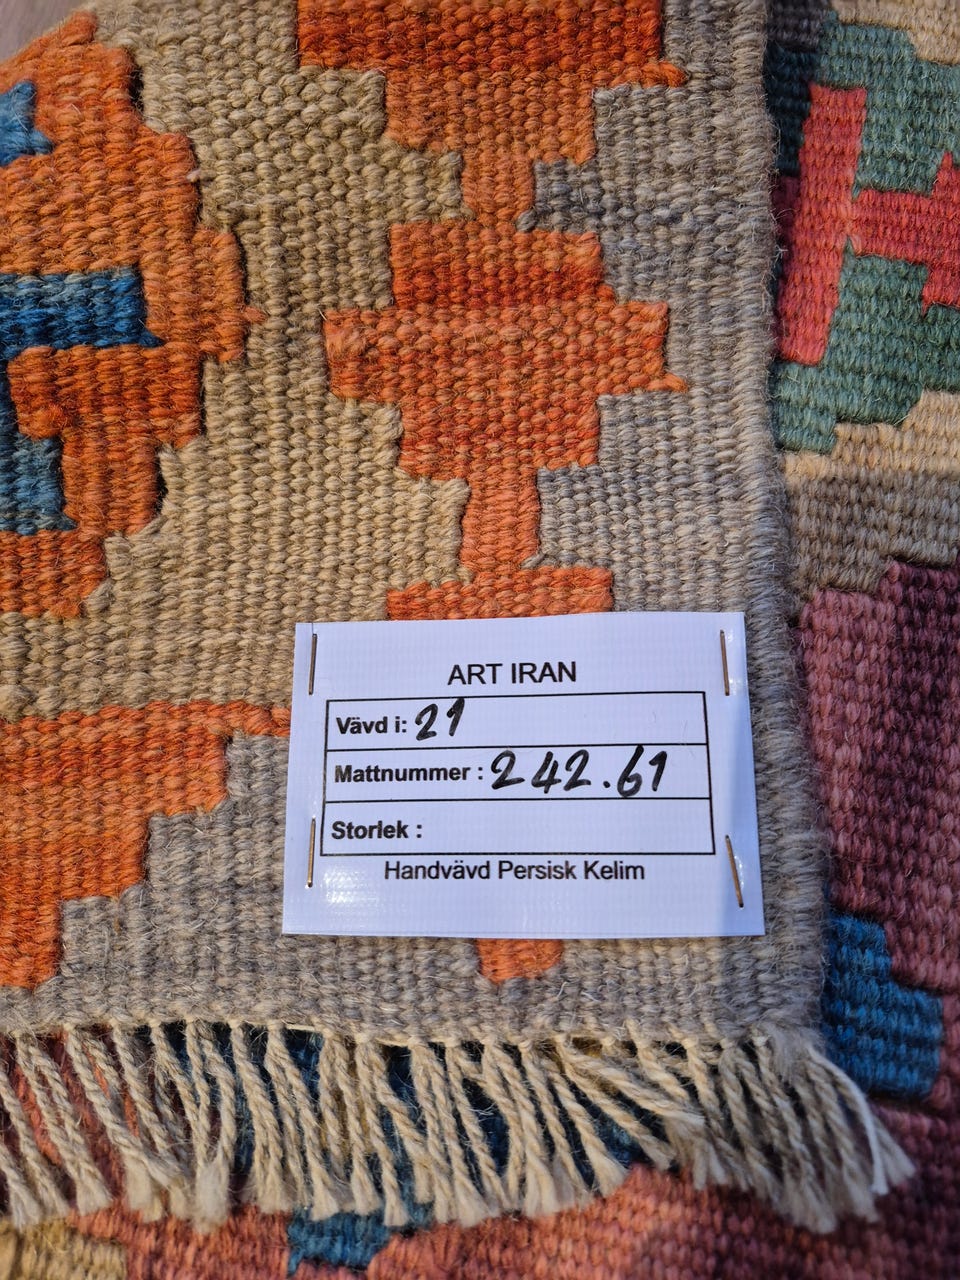 ART IRAN
Vävd i: 21
Mattnummer : 242.61
Storlek :
Handvävd Persisk Kelim